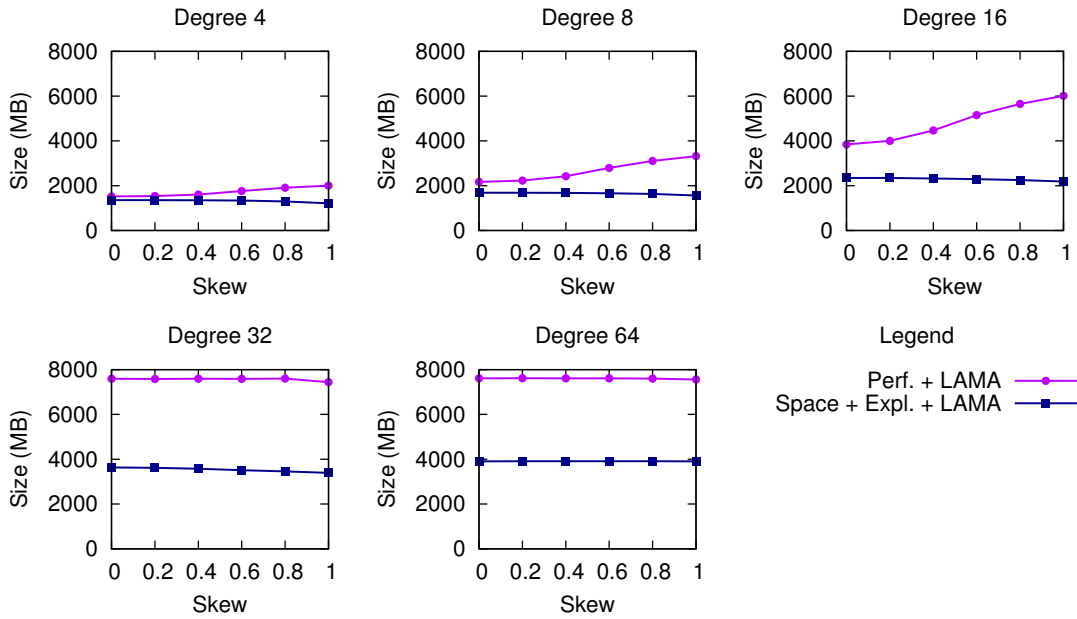 Degree 4
Size (MB)
8000
6000
4000
2000
0
0 0.2 0.4 0.6 0.8 1
Skew
Degree 8
Size (MB)
8000
6000
4000
2000
0
0 0.2 0.4 0.6 0.8 1
Skew
Degree 16
Size (MB)
8000
6000
4000
2000
0
0 0.2 0.4 0.6 0.8 1
Skew
Degree 32
Size (MB)
8000
6000
4000
2000
0
0 0.2 0.4 0.6 0.8 1
Skew
Degree 64
Size (MB)
8000
6000
4000
2000
0
0 0.2 0.4 0.6 0.8 1
Skew
Legend
Perf. + LAMA
Space + Expl. + LAMA